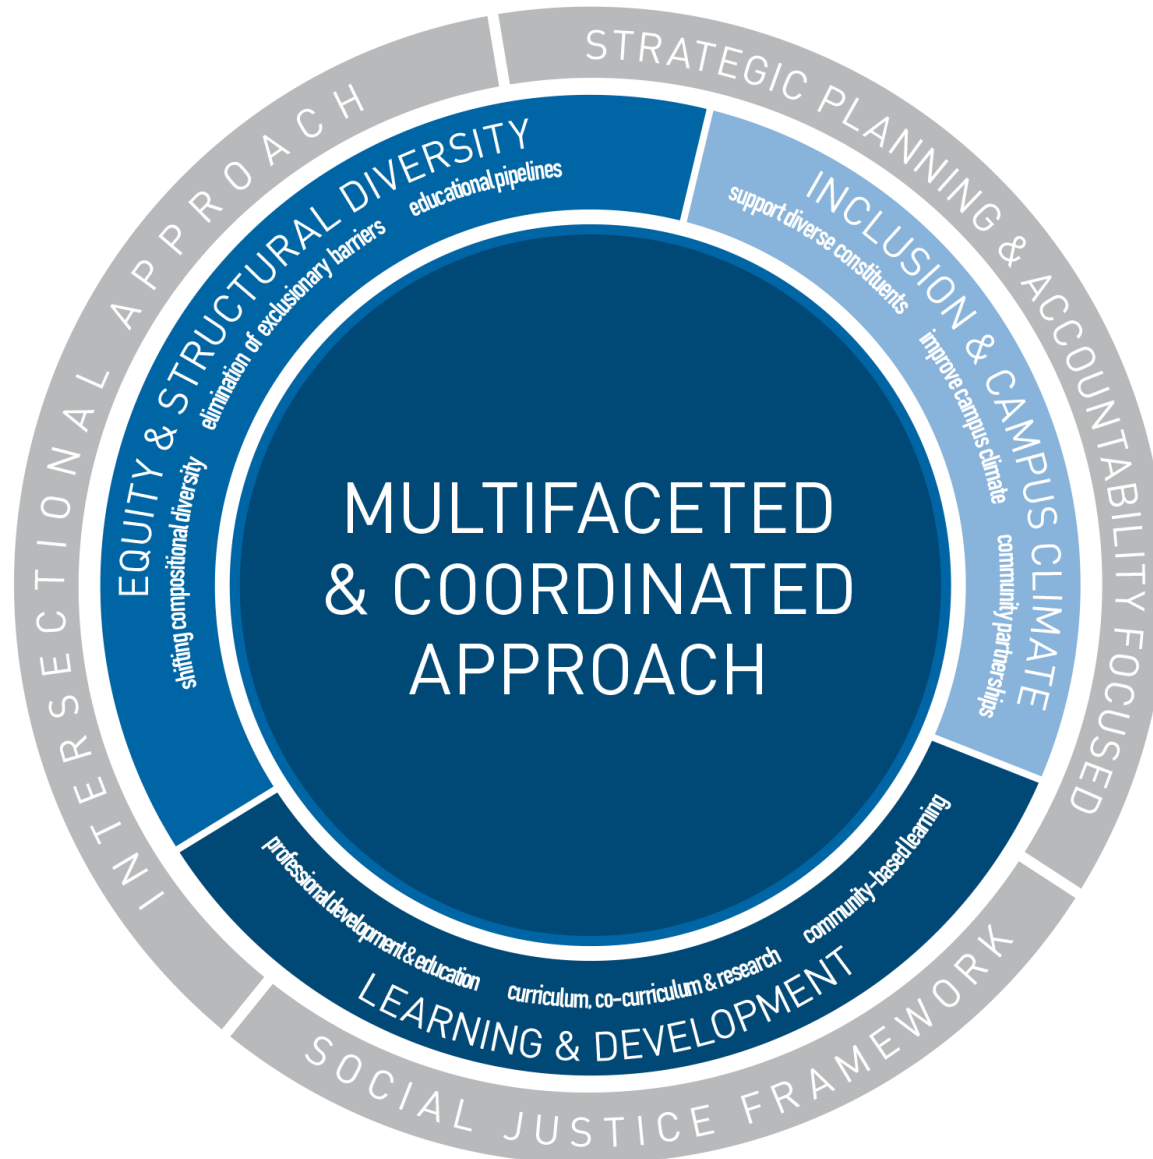 INTERSECTIONAL APPROACH
STRATEGIC PLANNING & ACCOUNTABILITY FOCUSED
SOCIAL JUSTICE FRAMEWORK
EQUITY & STRUCTURAL DIVERSITY
shifting compositional diversity
elimination of exclusionary barriers
educational pipelines
INCLUSION & CAMPUS CLIMATE
support diverse constituents
improve campus climate
community partnerships
professional development & education
curriculum, co-curriculum & research
community-based learning
LEARNING & DEVELOPMENT
MULTIFACETED
& COORDINATED
APPROACH